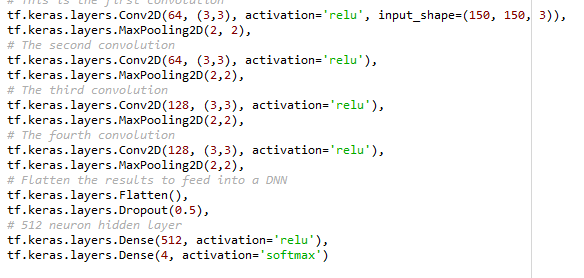 # This is the first convolution
tf.keras.layers.Conv2D(64, (3,3), activation='relu', input_shape=(150, 150, 3)),
tf.keras.layers.MaxPooling2D(2, 2),
# The second convolution
tf.keras.layers.Conv2D(64, (3,3), activation='relu'),
tf.keras.layers.MaxPooling2D(2,2),
# The third convolution
tf.keras.layers.Conv2D(128, (3,3), activation='relu'),
tf.keras.layers.MaxPooling2D(2,2),
# The fourth convolution
tf.keras.layers.Conv2D(128, (3,3), activation='relu'),
tf.keras.layers.MaxPooling2D(2,2),
# Flatten the results to feed into a DNN
tf.keras.layers.Flatten(),
tf.keras.layers.Dropout(0.5),
# 512 neuron hidden layer
tf.keras.layers.Dense(512, activation='relu'),
tf.keras.layers.Dense(4, activation='softmax')